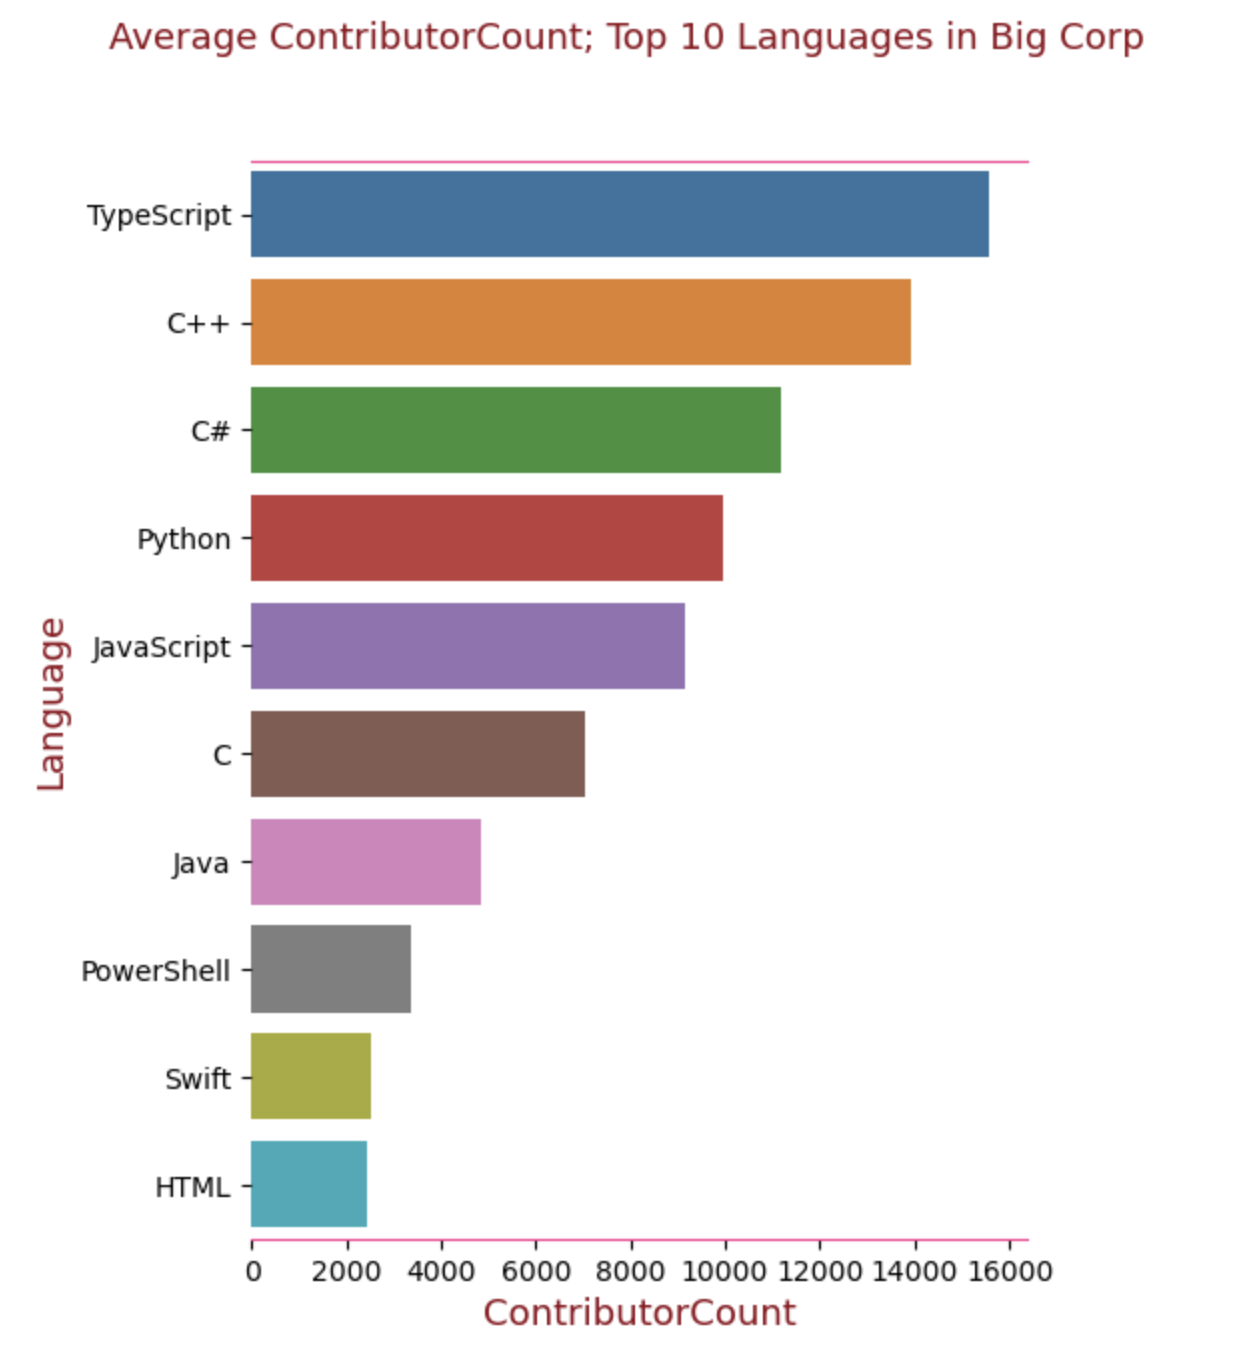 Average ContributorCount; Top 10 Languages in Big Corp
TypeScript
C++
C#
Python
JavaScript
C
Java
PowerShell
Swift
HTML
Language
0 2000 4000 6000 8000 10000 12000 14000 16000
ContributorCount